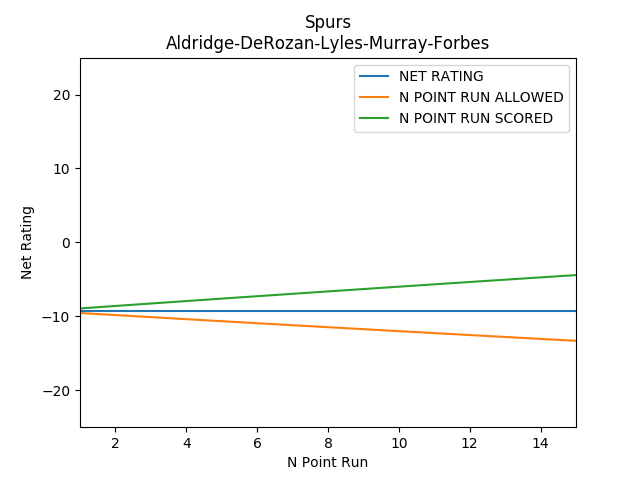 Spurs
Aldridge-DeRozan-Lyles-Murray-Forbes
NET RATING
N POINT RUN ALLOWED
N POINT RUN SCORED
20
10
0
−10
−20
Net Rating
2 4 6 8 10 12 14
N Point Run